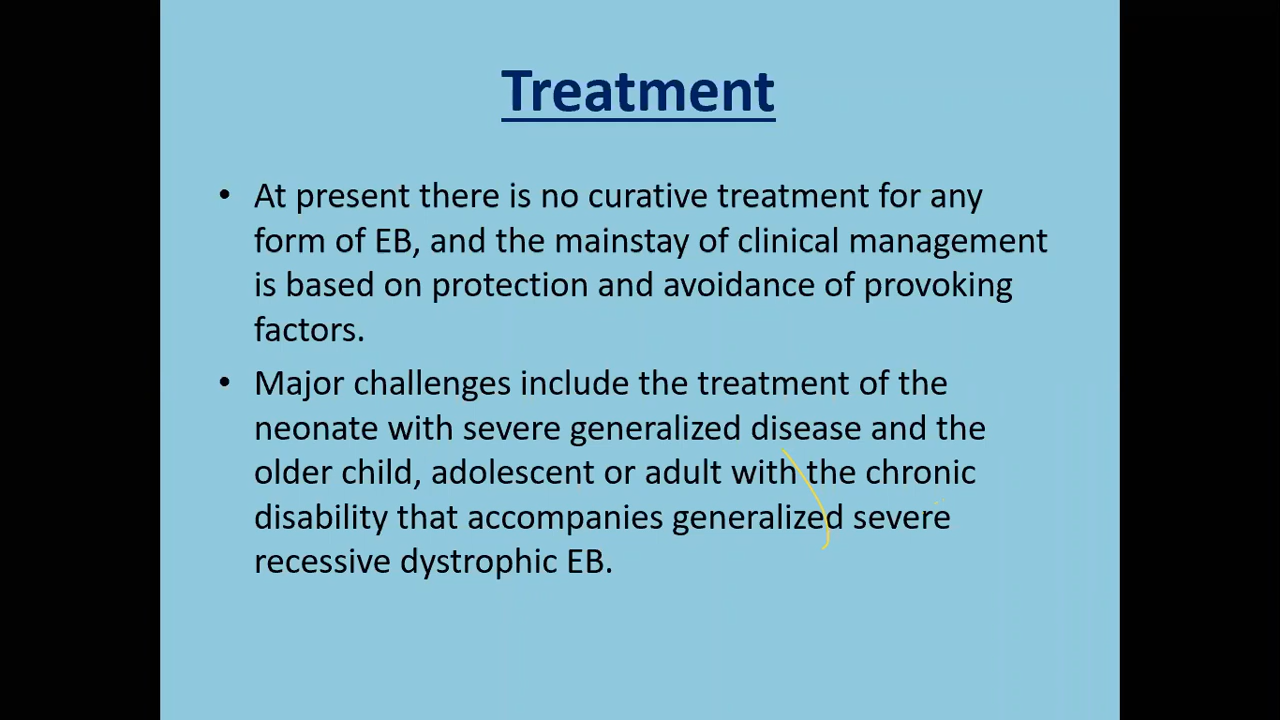 Treatment
• At present there is no curative treatment for any
form of EB, and the mainstay of clinical management
is based on protection and avoidance of provoking
factors.
• Major challenges include the treatment of the
neonate with severe generalized disease and the
older child, adolescent or adult with the chronic
disability that accompanies generalized severe
recessive dystrophic EB.